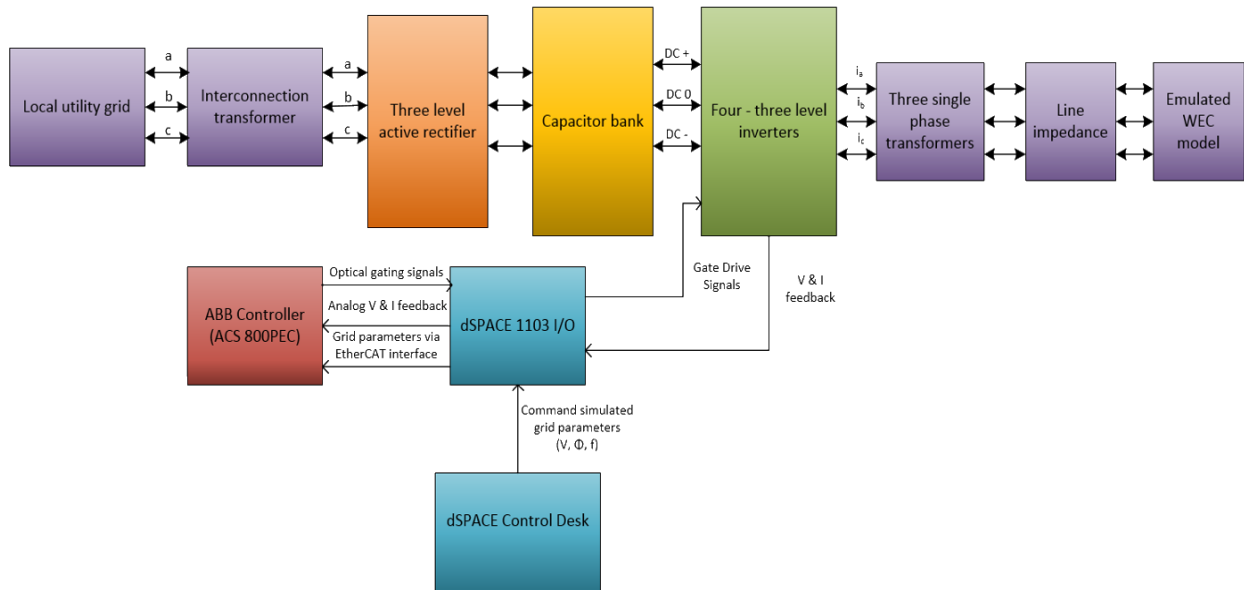 Local utility grid
a
b
c
Interconnection
transformer
a
b
c
Three level
active rectifier
Capacitor bank
DC +
DC 0
DC -
Four - three level
inverters
iₐ
i_b
i_c
Three single
phase
transformers
Line
impedance
Emulated
WEC
model
ABB Controller
(ACS 800PEC)
Optical gating signals
Analog V & I feedback
Grid parameters via
EtherCAT interface
dSPACE 1103 I/O
Gate Drive
Signals
V & I
feedback
Command simulated
grid parameters
(V, Φ, f)
dSPACE Control Desk